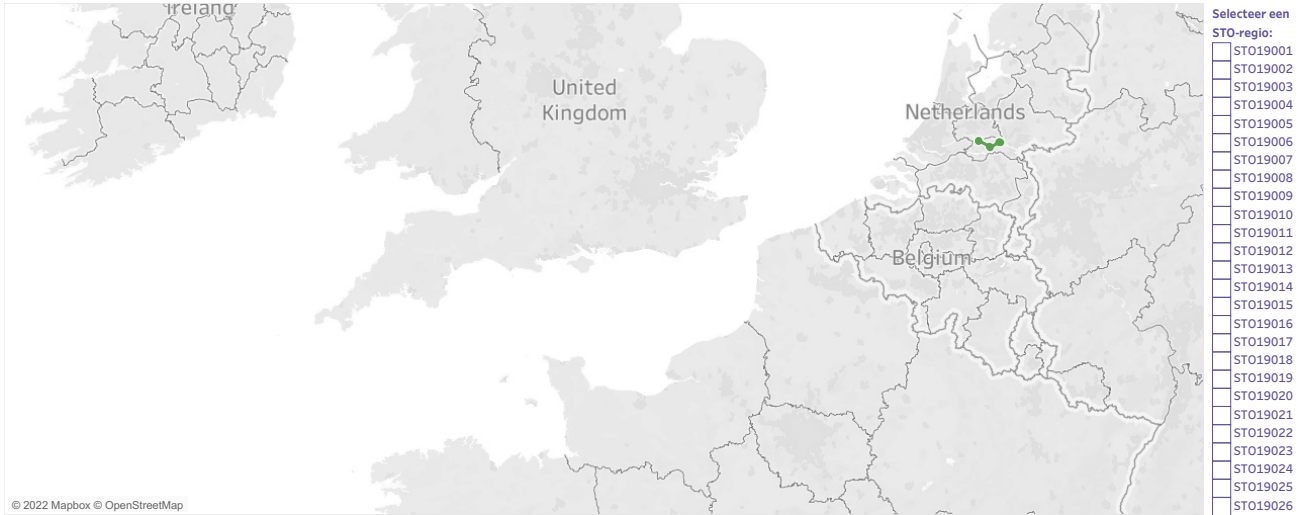 Ireland
United
Kingdom
Netherlands
Belgium
© 2022 Mapbox © OpenStreetMap
Selecteer een
STO-regio:
STO19001
STO19002
STO19003
STO19004
STO19005
STO19006
STO19007
STO19008
STO19009
STO19010
STO19011
STO19012
STO19013
STO19014
STO19015
STO19016
STO19017
STO19018
STO19019
STO19020
STO19021
STO19022
STO19023
STO19024
STO19025
STO19026